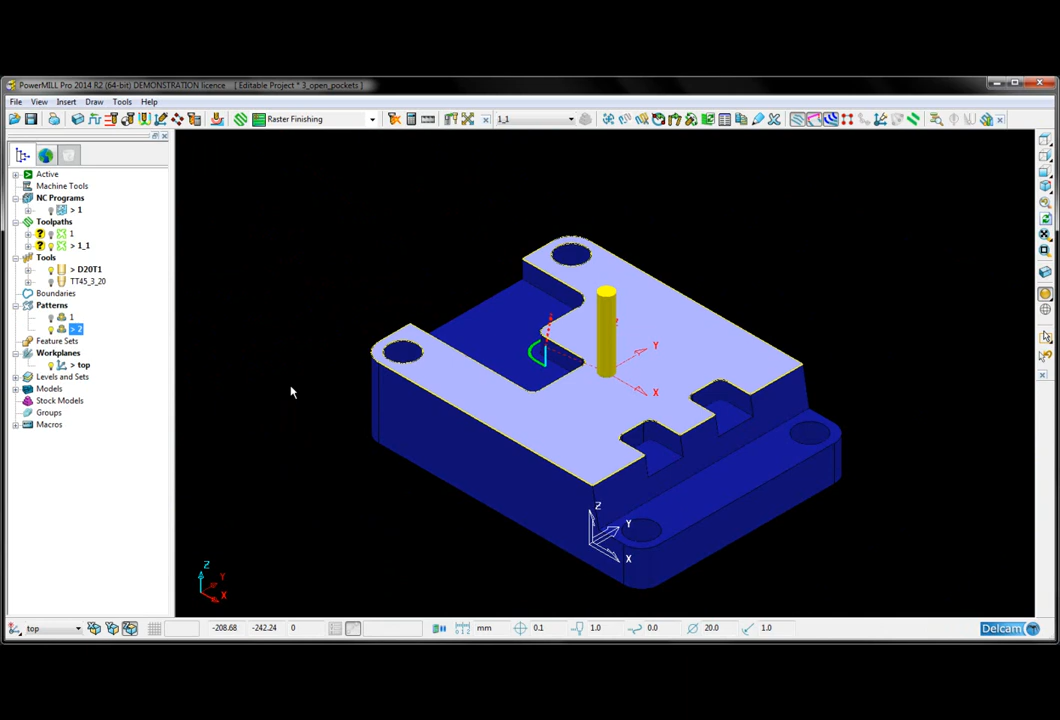 PowerMILL Pro 2014 R2 (64-bit) DEMONSTRATION licence [ Editable Project * 3_open_pockets ]
File View Insert Draw Tools Help
Raster Finishing 1_1
Active
Machine Tools
NC Programs
> 1
Toolpaths
1
> 1_1
Tools
> D20T1
TT45_3_20
Boundaries
Patterns
1
> 2
Feature Sets
Workplanes
> top
Levels and Sets
Models
Stock Models
Groups
Macros
Y
X
Z
Y
X
Z
Y
X
top -208.68 -242.24 0 mm 0.1 1.0 0.0 20.0 1.0 Delcam